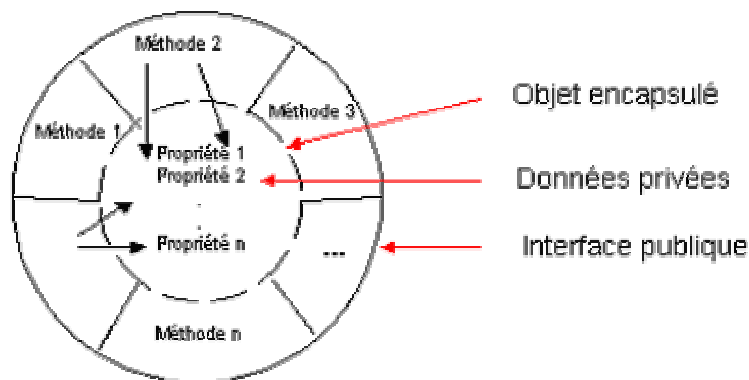 Méthode 2
Méthode 1
Méthode 3
Propriété 1
Propriété 2
.
Propriété n
...
Méthode n
Objet encapsulé
Données privées
Interface publique